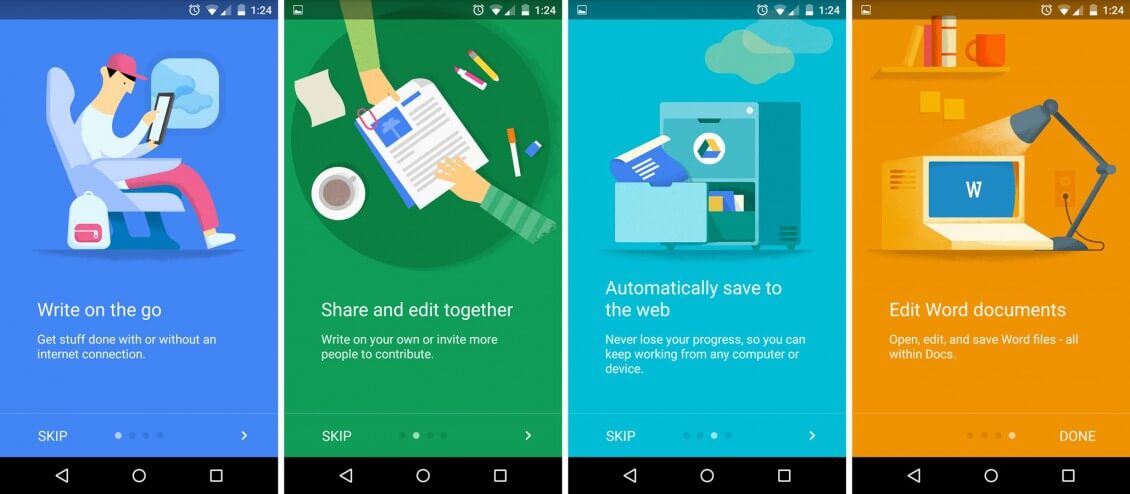 1:24
Write on the go
Get stuff done with or without an
internet connection.
SKIP
1:24
Share and edit together
Write on your own or invite more
people to contribute.
SKIP
1:24
Automatically save to
the web
Never lose your progress, so you can
keep working from any computer or
device.
SKIP
1:24
W
Edit Word documents
Open, edit, and save Word files - all
within Docs.
DONE